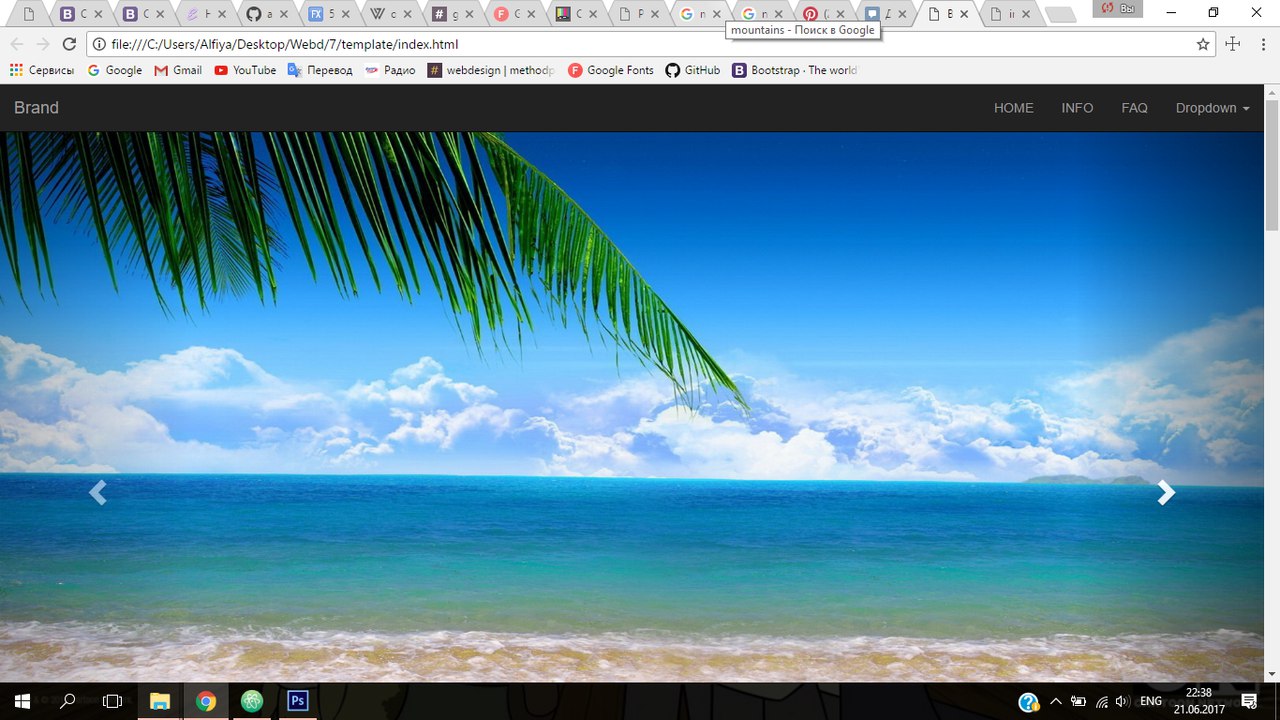 Вы
mountains - Поиск в Google
file:///C:/Users/Alfiya/Desktop/Webd/7/template/index.html
Сервисы Google Gmail YouTube Перевод Радио webdesign | methodp Google Fonts GitHub Bootstrap · The world
Brand HOME INFO FAQ Dropdown
Ps ENG 22:38
21.06.2017